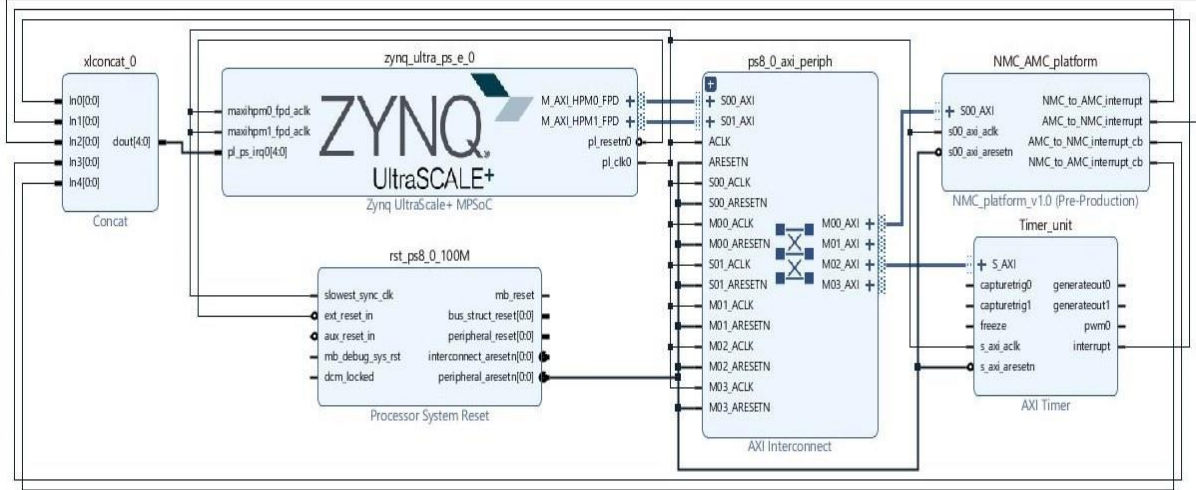 xlconcat_0
In0[0:0]
In1[0:0]
In2[0:0]
In3[0:0]
In4[0:0]
dout[4:0]
Concat
zynq_ultra_ps_e_0
maxihpm0_fpd_aclk
maxihpm1_fpd_aclk
pl_ps_irq0[4:0]
ZYNQ
UltraSCALE+
M_AXI_HPM0_FPD
M_AXI_HPM1_FPD
pl_resetn0
pl_clk0
Zynq UltraScale+ MPSoC
rst_ps8_0_100M
slowest_sync_clk
ext_reset_in
aux_reset_in
mb_debug_sys_rst
dcm_locked
mb_reset
bus_struct_reset[0:0]
peripheral_reset[0:0]
interconnect_aresetn[0:0]
peripheral_aresetn[0:0]
Processor System Reset
ps8_0_axi_periph
S00_AXI
S01_AXI
ACLK
ARESETN
S00_ACLK
S00_ARESETN
M00_ACLK
M00_ARESETN
S01_ACLK
S01_ARESETN
M01_ACLK
M01_ARESETN
M02_ACLK
M02_ARESETN
M03_ACLK
M03_ARESETN
M00_AXI
M01_AXI
M02_AXI
M03_AXI
AXI Interconnect
NMC_AMC_platform
S00_AXI
s00_axi_aclk
s00_axi_aresetn
NMC_to_AMC_interrupt
AMC_to_NMC_interrupt
AMC_to_NMC_interrupt_cb
NMC_to_AMC_interrupt_cb
NMC_platform_v1.0 (Pre-Production)
Timer_unit
S_AXI
capturetrig0
capturetrig1
freeze
s_axi_aclk
s_axi_aresetn
generateout0
generateout1
pwm0
interrupt
AXI Timer